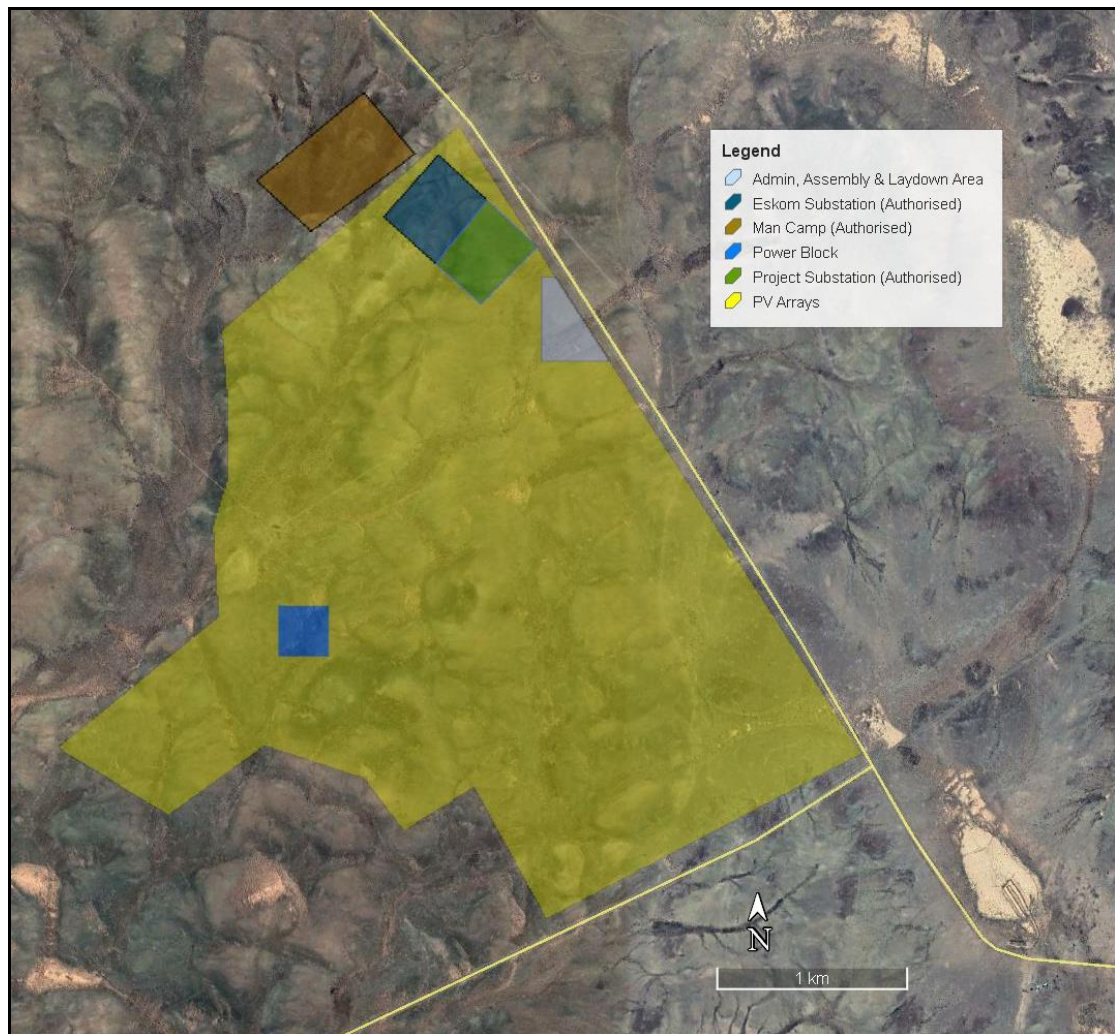 Legend
Admin, Assembly & Laydown Area
Eskom Substation (Authorised)
Man Camp (Authorised)
Power Block
Project Substation (Authorised)
PV Arrays
N
1 km